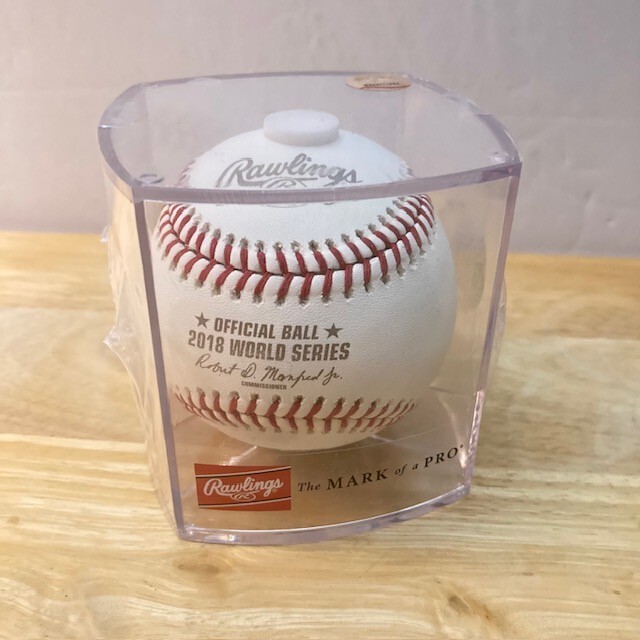 Rawlings
★ OFFICIAL BALL ★
2018 WORLD SERIES
Robert D. Manfred Jr.
COMMISSIONER
Rawlings
The MARK of a PRO